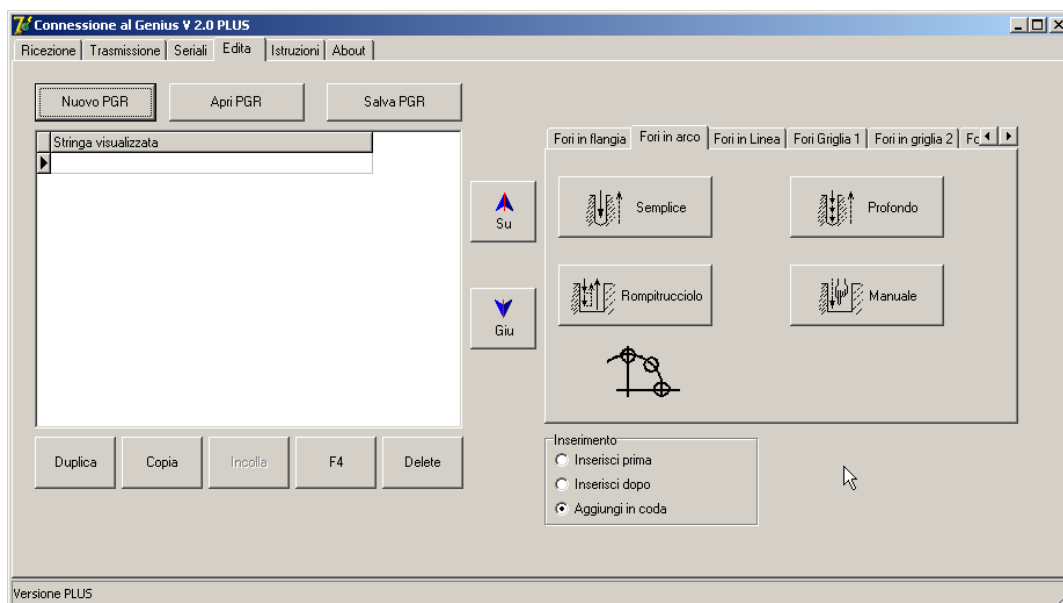 Connessione al Genius V 2.0 PLUS
Ricezione Trasmissione Seriali Edita Istruzioni About
Nuovo PGR Apri PGR Salva PGR
Stringa visualizzata
Fori in flangia Fori in arco Fori in Linea Fori Griglia 1 Fori in griglia 2
Su
Semplice Profondo
Giu
Rompitrucciolo Manuale
Duplica Copia Incolla F4 Delete
Inserimento
Inserisci prima
Inserisci dopo
Aggiungi in coda
Versione PLUS